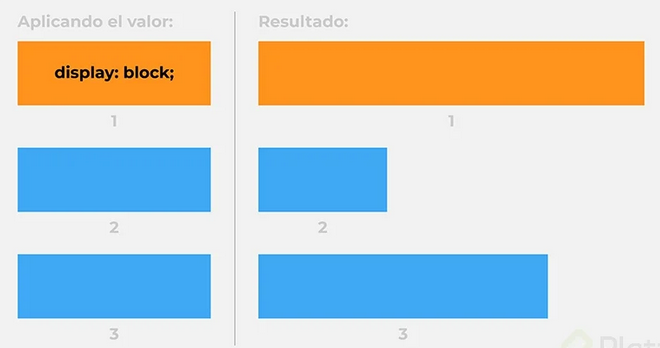 Aplicando el valor:
Resultado:
display: block;
1
1
2
2
3
3